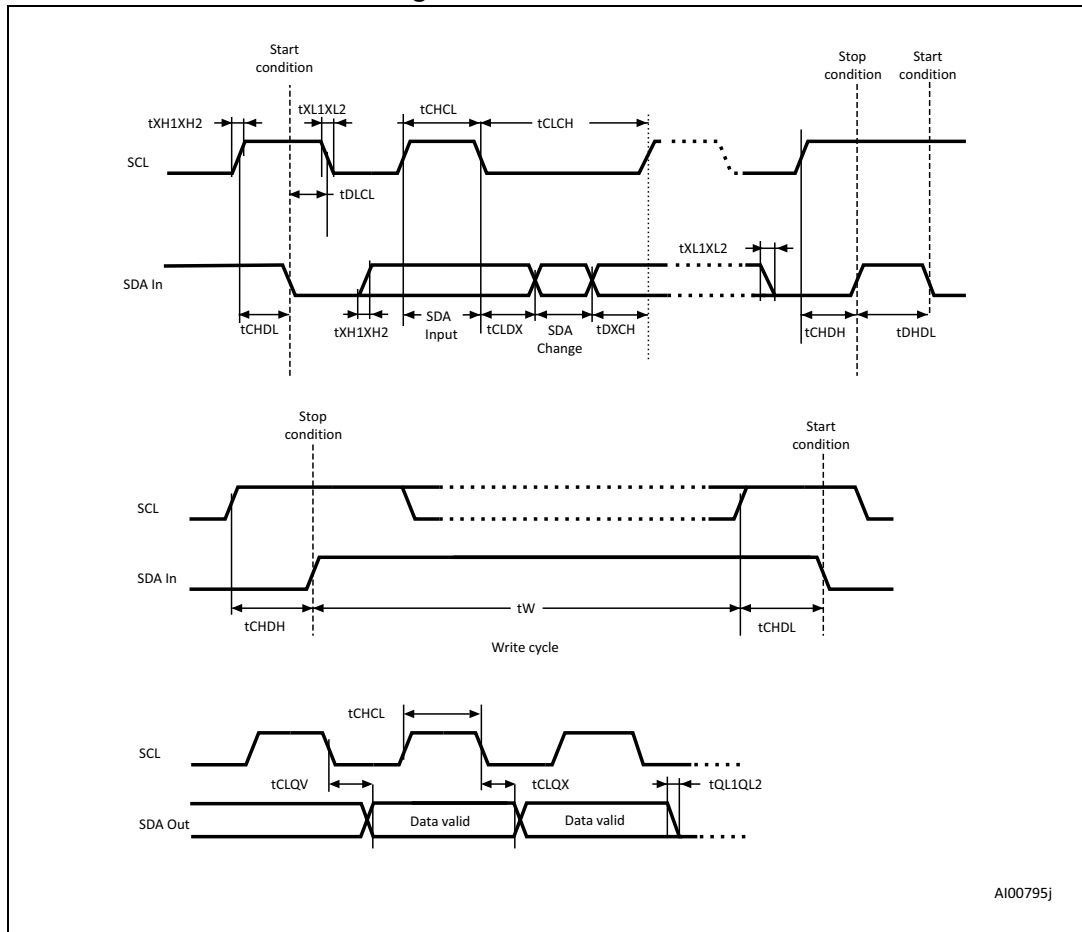 Start
condition
Stop
condition
Start
condition
tXH1XH2
tXL1XL2
tCHCL
tCLCH
SCL
tDLCL
tXL1XL2
SDA In
tCHDL
tXH1XH2
SDA
Input
tCLDX
SDA
Change
tDXCH
tCHDH
tDHDL
Stop
condition
Start
condition
SCL
SDA In
tCHDH
tW
tCHDL
Write cycle
tCHCL
SCL
tCLQV
tCLQX
tQL1QL2
SDA Out
Data valid
Data valid
AI00795j